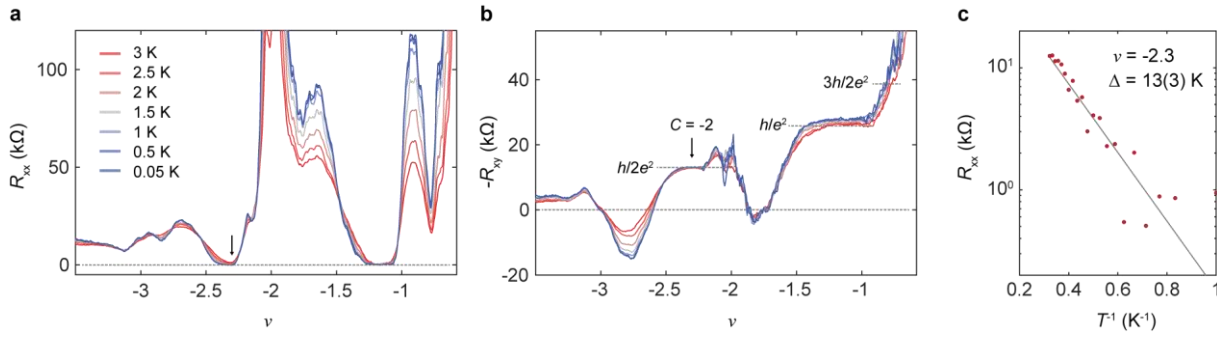 a
100
50
0
Rxx (kΩ)
3 K
2.5 K
2 K
1.5 K
1 K
0.5 K
0.05 K
-3 -2.5 -2 -1.5 -1
ν
b
40
20
0
-20
-Rxy (kΩ)
3h/2e²
C = -2
h/e²
h/2e²
-3 -2.5 -2 -1.5 -1
ν
c
10¹
10⁰
Rxx (kΩ)
ν = -2.3
Δ = 13(3) K
0.2 0.4 0.6 0.8 1
T⁻¹ (K⁻¹)